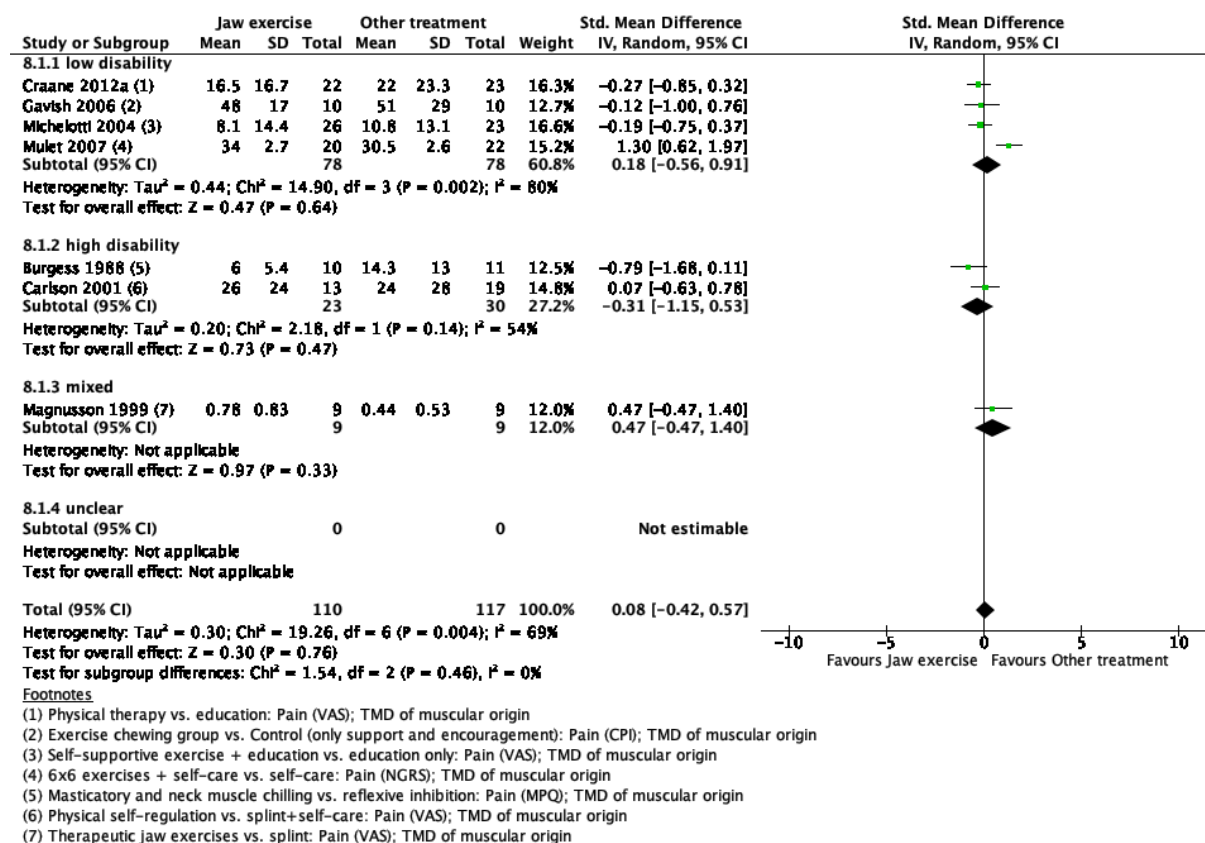 Jaw exercise Other treatment Std. Mean Difference Std. Mean Difference
Study or Subgroup Mean SD Total Mean SD Total Weight IV, Random, 95% CI IV, Random, 95% CI
8.1.1 low disability
Craane 2012a (1) 16.5 16.7 22 22 23.3 23 16.3% -0.27 [-0.85, 0.32]
Gavish 2006 (2) 48 17 10 51 29 10 12.7% -0.12 [-1.00, 0.76]
Michelotti 2004 (3) 8.1 14.4 26 10.8 13.1 23 16.6% -0.19 [-0.75, 0.37]
Mulet 2007 (4) 34 2.7 20 30.5 2.6 22 15.2% 1.30 [0.62, 1.97]
Subtotal (95% CI) 78 78 60.8% 0.18 [-0.56, 0.91]
Heterogeneity: Tau² = 0.44; Chi² = 14.90, df = 3 (P = 0.002); I² = 80%
Test for overall effect: Z = 0.47 (P = 0.64)
8.1.2 high disability
Burgess 1988 (5) 6 5.4 10 14.3 13 11 12.5% -0.79 [-1.68, 0.11]
Carlson 2001 (6) 26 24 13 24 28 19 14.8% 0.07 [-0.63, 0.78]
Subtotal (95% CI) 23 30 27.2% -0.31 [-1.15, 0.53]
Heterogeneity: Tau² = 0.20; Chi² = 2.18, df = 1 (P = 0.14); I² = 54%
Test for overall effect: Z = 0.73 (P = 0.47)
8.1.3 mixed
Magnusson 1999 (7) 0.78 0.83 9 0.44 0.53 9 12.0% 0.47 [-0.47, 1.40]
Subtotal (95% CI) 9 9 12.0% 0.47 [-0.47, 1.40]
Heterogeneity: Not applicable
Test for overall effect: Z = 0.97 (P = 0.33)
8.1.4 unclear
Subtotal (95% CI) 0 0 Not estimable
Heterogeneity: Not applicable
Test for overall effect: Not applicable
Total (95% CI) 110 117 100.0% 0.08 [-0.42, 0.57]
Heterogeneity: Tau² = 0.30; Chi² = 19.26, df = 6 (P = 0.004); I² = 69%
Test for overall effect: Z = 0.30 (P = 0.76)
Test for subgroup differences: Chi² = 1.54, df = 2 (P = 0.46), I² = 0%
-10 -5 0 5 10
Favours Jaw exercise Favours Other treatment
Footnotes
(1) Physical therapy vs. education: Pain (VAS); TMD of muscular origin
(2) Exercise chewing group vs. Control (only support and encouragement): Pain (CPI); TMD of muscular origin
(3) Self-supportive exercise + education vs. education only: Pain (VAS); TMD of muscular origin
(4) 6x6 exercises + self-care vs. self-care: Pain (NGRS); TMD of muscular origin
(5) Masticatory and neck muscle chilling vs. reflexive inhibition: Pain (MPQ); TMD of muscular origin
(6) Physical self-regulation vs. splint+self-care: Pain (VAS); TMD of muscular origin
(7) Therapeutic jaw exercises vs. splint: Pain (VAS); TMD of muscular origin